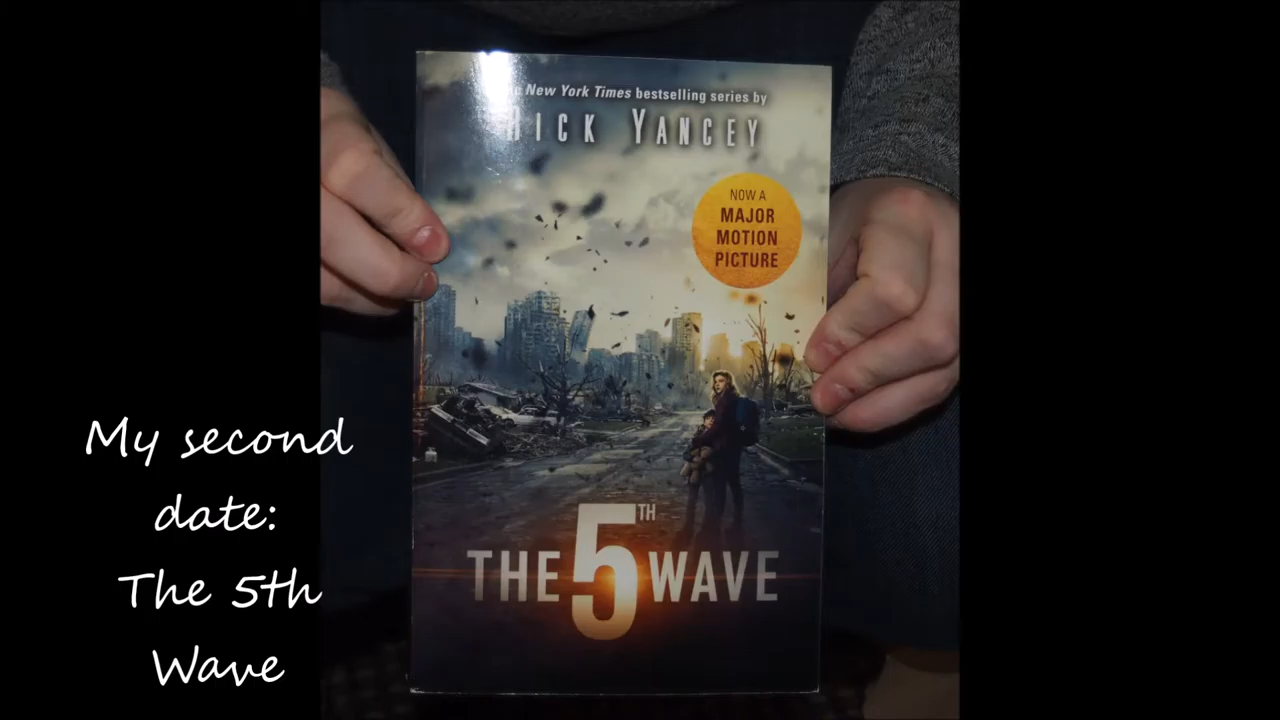 New York Times bestselling series by
RICK YANCEY
NOW A
MAJOR
MOTION
PICTURE
THE 5TH WAVE
My second
date:
The 5th
Wave